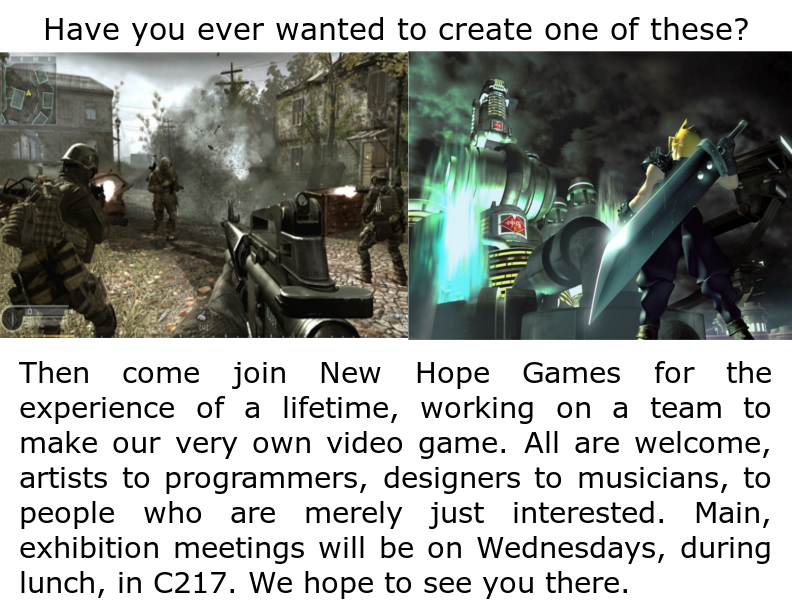 Have you ever wanted to create one of these?
Then come join New Hope Games for the
experience of a lifetime, working on a team to
make our very own video game. All are welcome,
artists to programmers, designers to musicians, to
people who are merely just interested. Main,
exhibition meetings will be on Wednesdays, during
lunch, in C217. We hope to see you there.